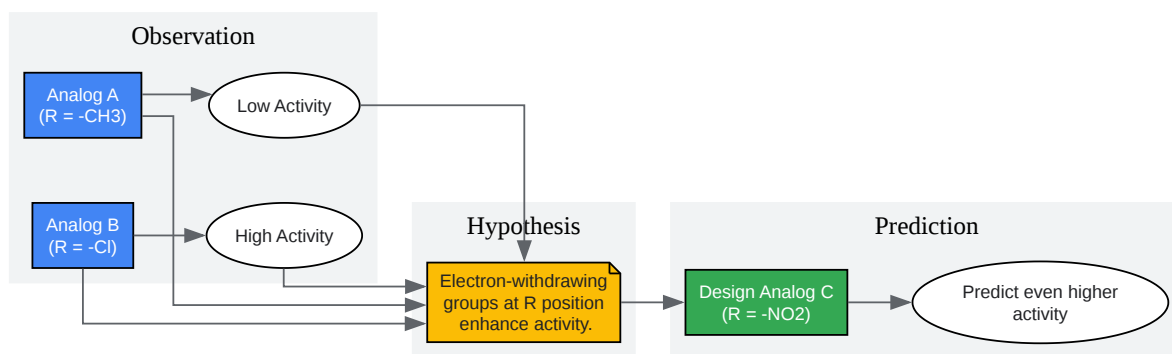 Observation
Analog A
(R = -CH3)
Low Activity
Analog B
(R = -Cl)
High Activity
Hypothesis
Electron-withdrawing
groups at R position
enhance activity.
Prediction
Design Analog C
(R = -NO2)
Predict even higher
activity